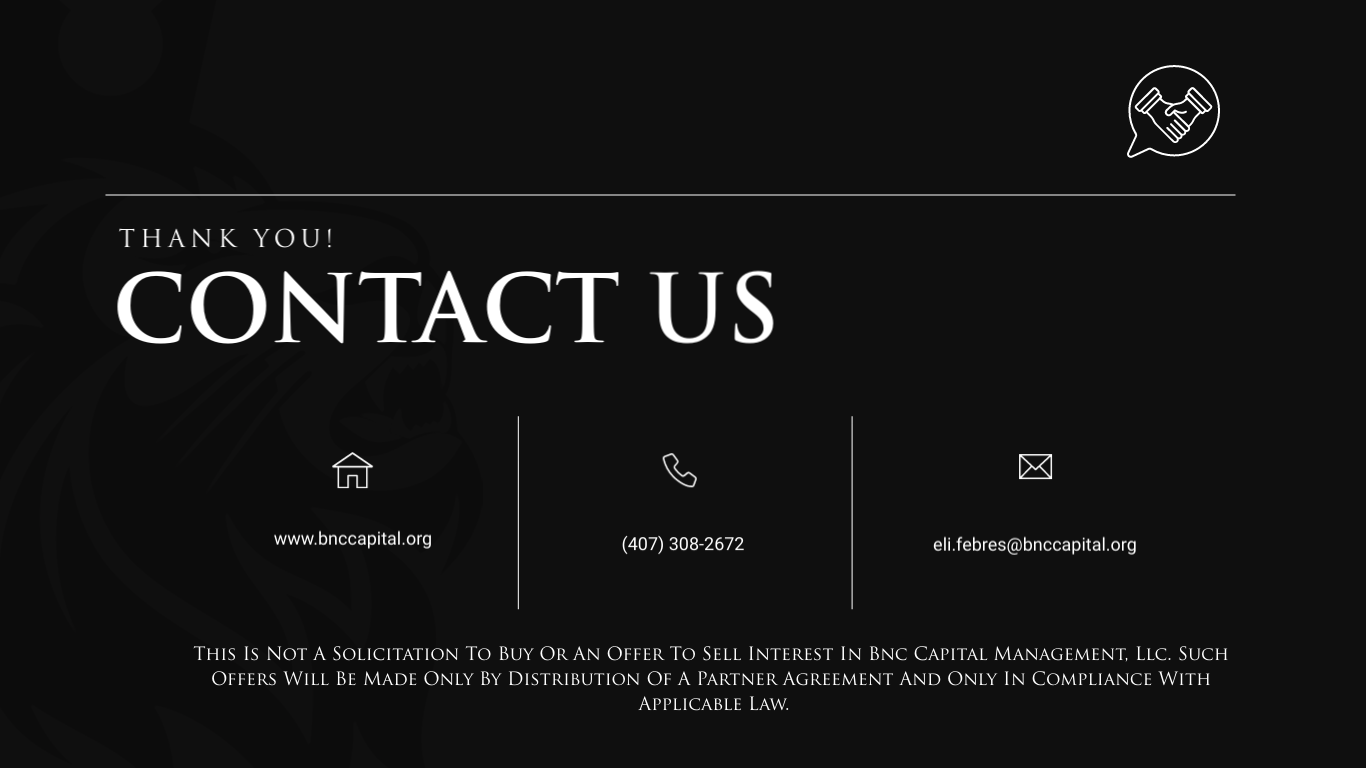 THANK YOU!
CONTACT US
www.bnccapital.org
(407) 308-2672
eli.febres@bnccapital.org
This Is Not A Solicitation To Buy Or An Offer To Sell Interest In Bnc Capital Management, Llc. Such
Offers Will Be Made Only By Distribution Of A Partner Agreement And Only In Compliance With
Applicable Law.